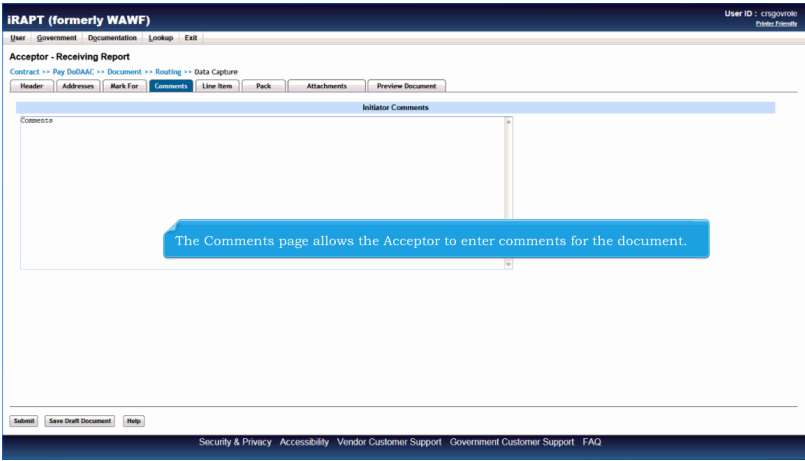 iRAPT (formerly WAWF)
User ID : crsgovrole
Printer Friendly
User Government Documentation Lookup Exit
Acceptor - Receiving Report
Contract >> Pay DoDAAC >> Document >> Routing >> Data Capture
Header Addresses Mark For Comments Line Item Pack Attachments Preview Document
Initiator Comments
Comments
The Comments page allows the Acceptor to enter comments for the document.
Submit Save Draft Document Help
Security & Privacy Accessibility Vendor Customer Support Government Customer Support FAQ